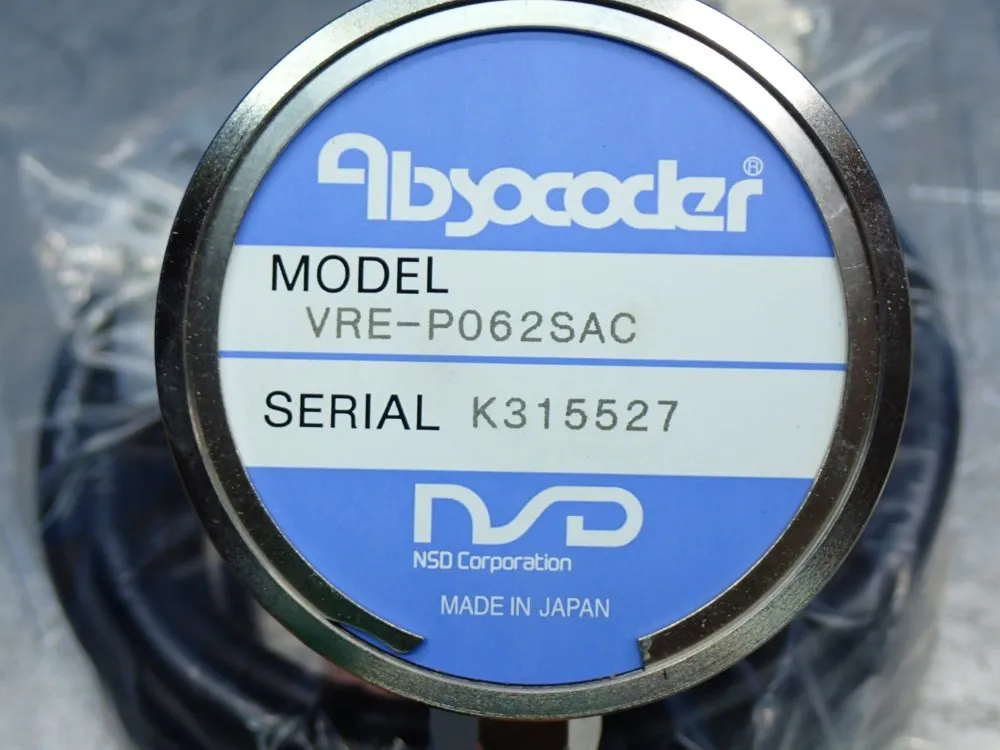 Absocoder®
MODEL
VRE-P062SAC
SERIAL K315527
NSD
NSD Corporation
MADE IN JAPAN